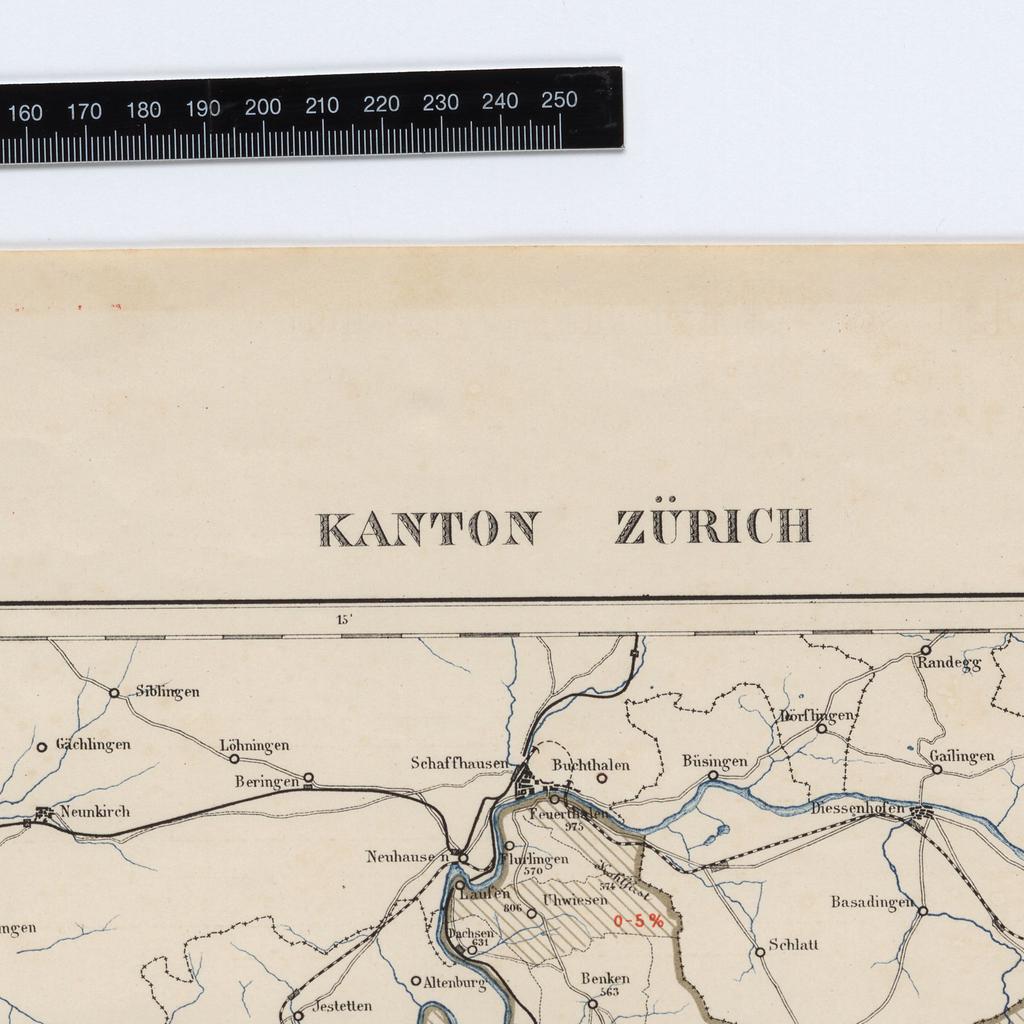 160 170 180 190 200 210 220 230 240 250
KANTON ZÜRICH
15'
Randegg
Siblingen
Dörflingen
Gächlingen
Löhningen
Schaffhausen
Buchthalen
Büsingen
Gailingen
Beringen
Neunkirch
Feuerthalen
975
Diessenhofen
Neuhausen
Flurlingen
570
Kohlfirst
574
Laufen
806
Uhwiesen
0-5%
Basadingen
Dachsen
631
Schlatt
Altenburg
Benken
563
Jestetten